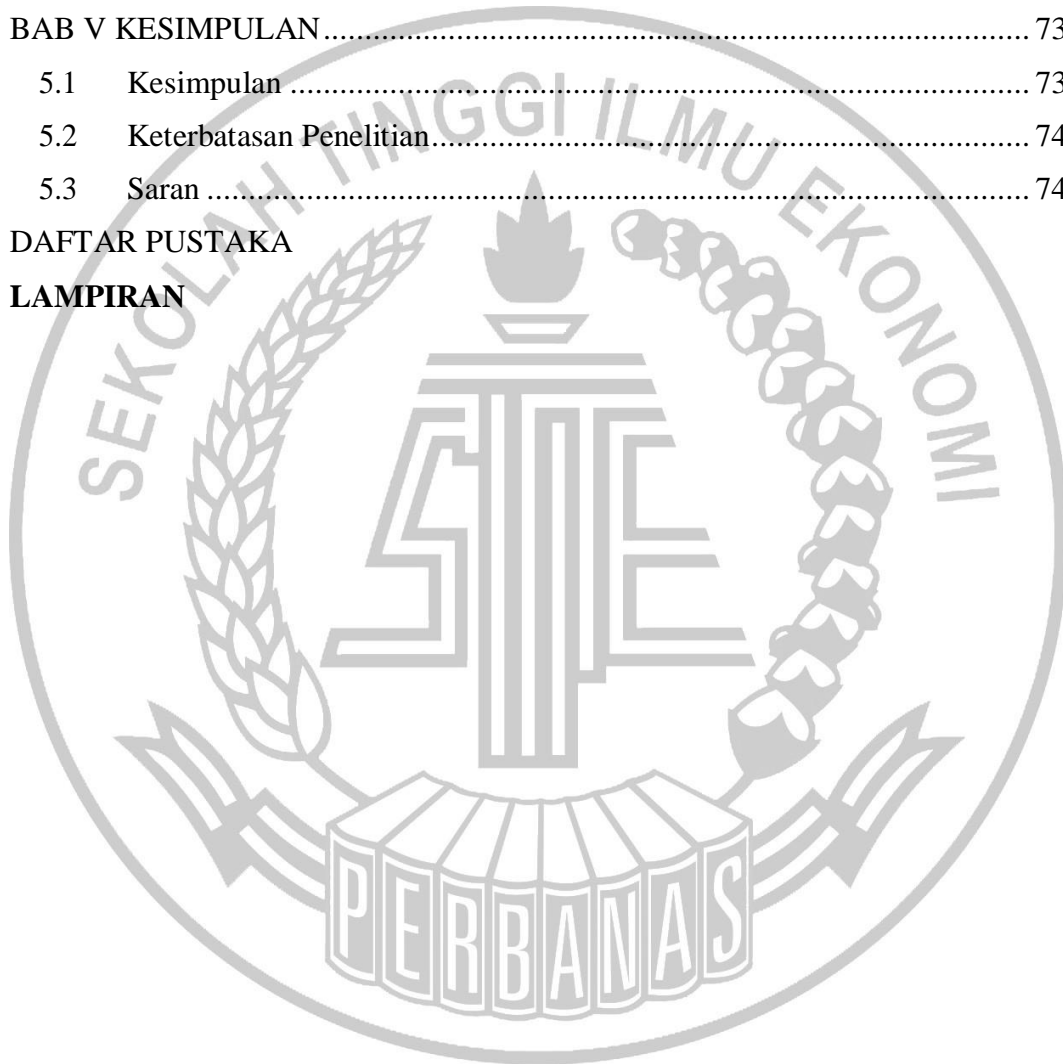 BAB V KESIMPULAN........................................................................................ 73
5.1 Kesimpulan ............................................................................................ 73
5.2 Keterbatasan Penelitian.......................................................................... 74
5.3 Saran ...................................................................................................... 74
DAFTAR PUSTAKA
LAMPIRAN
SEKOLAH TINGGI ILMU EKONOMI
STIE
PERBANAS